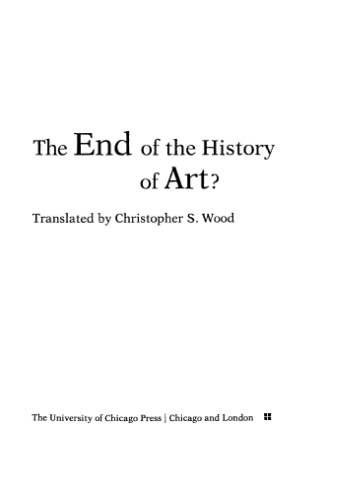 The End of the History
of Art?
Translated by Christopher S. Wood
The University of Chicago Press | Chicago and London